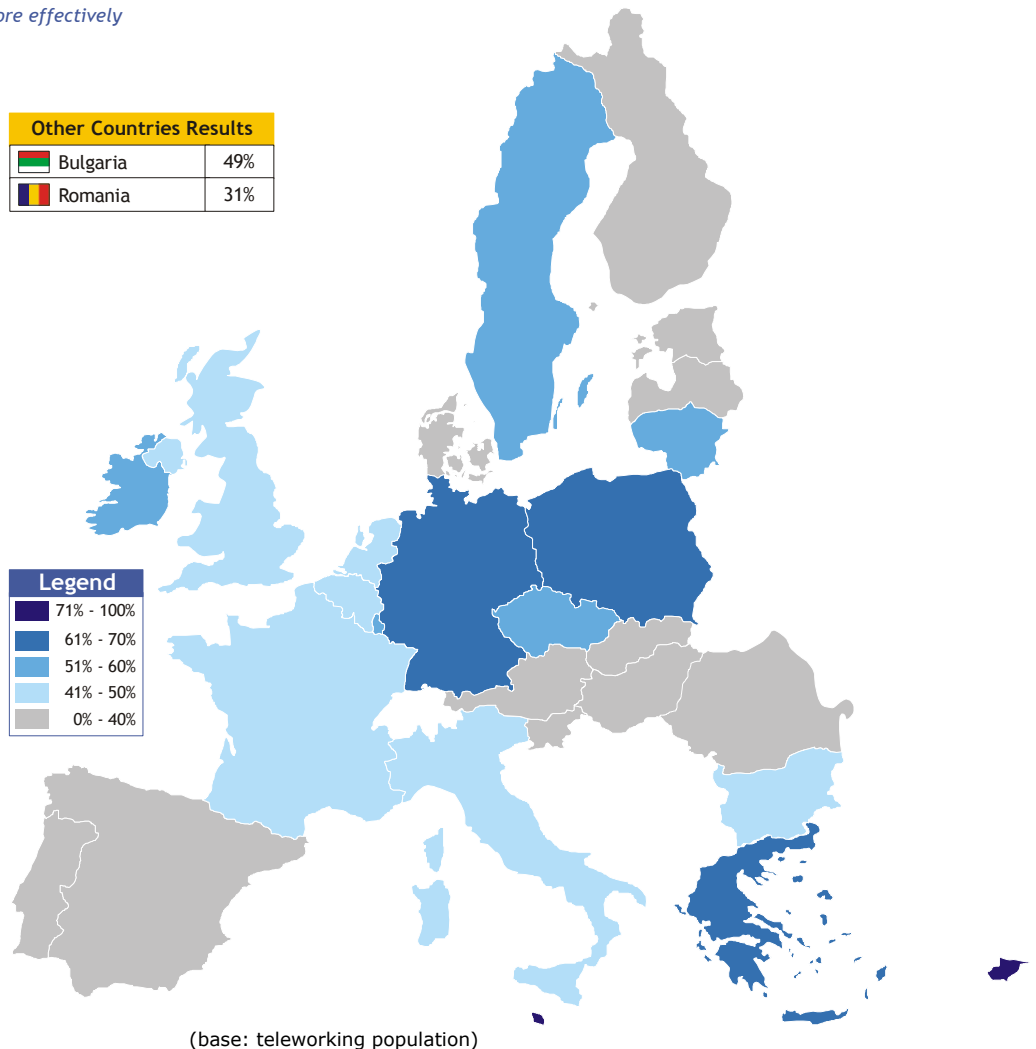 ore effectively
Other Countries Results
Bulgaria 49%
Romania 31%
Legend
71% - 100%
61% - 70%
51% - 60%
41% - 50%
0% - 40%
(base: teleworking population)